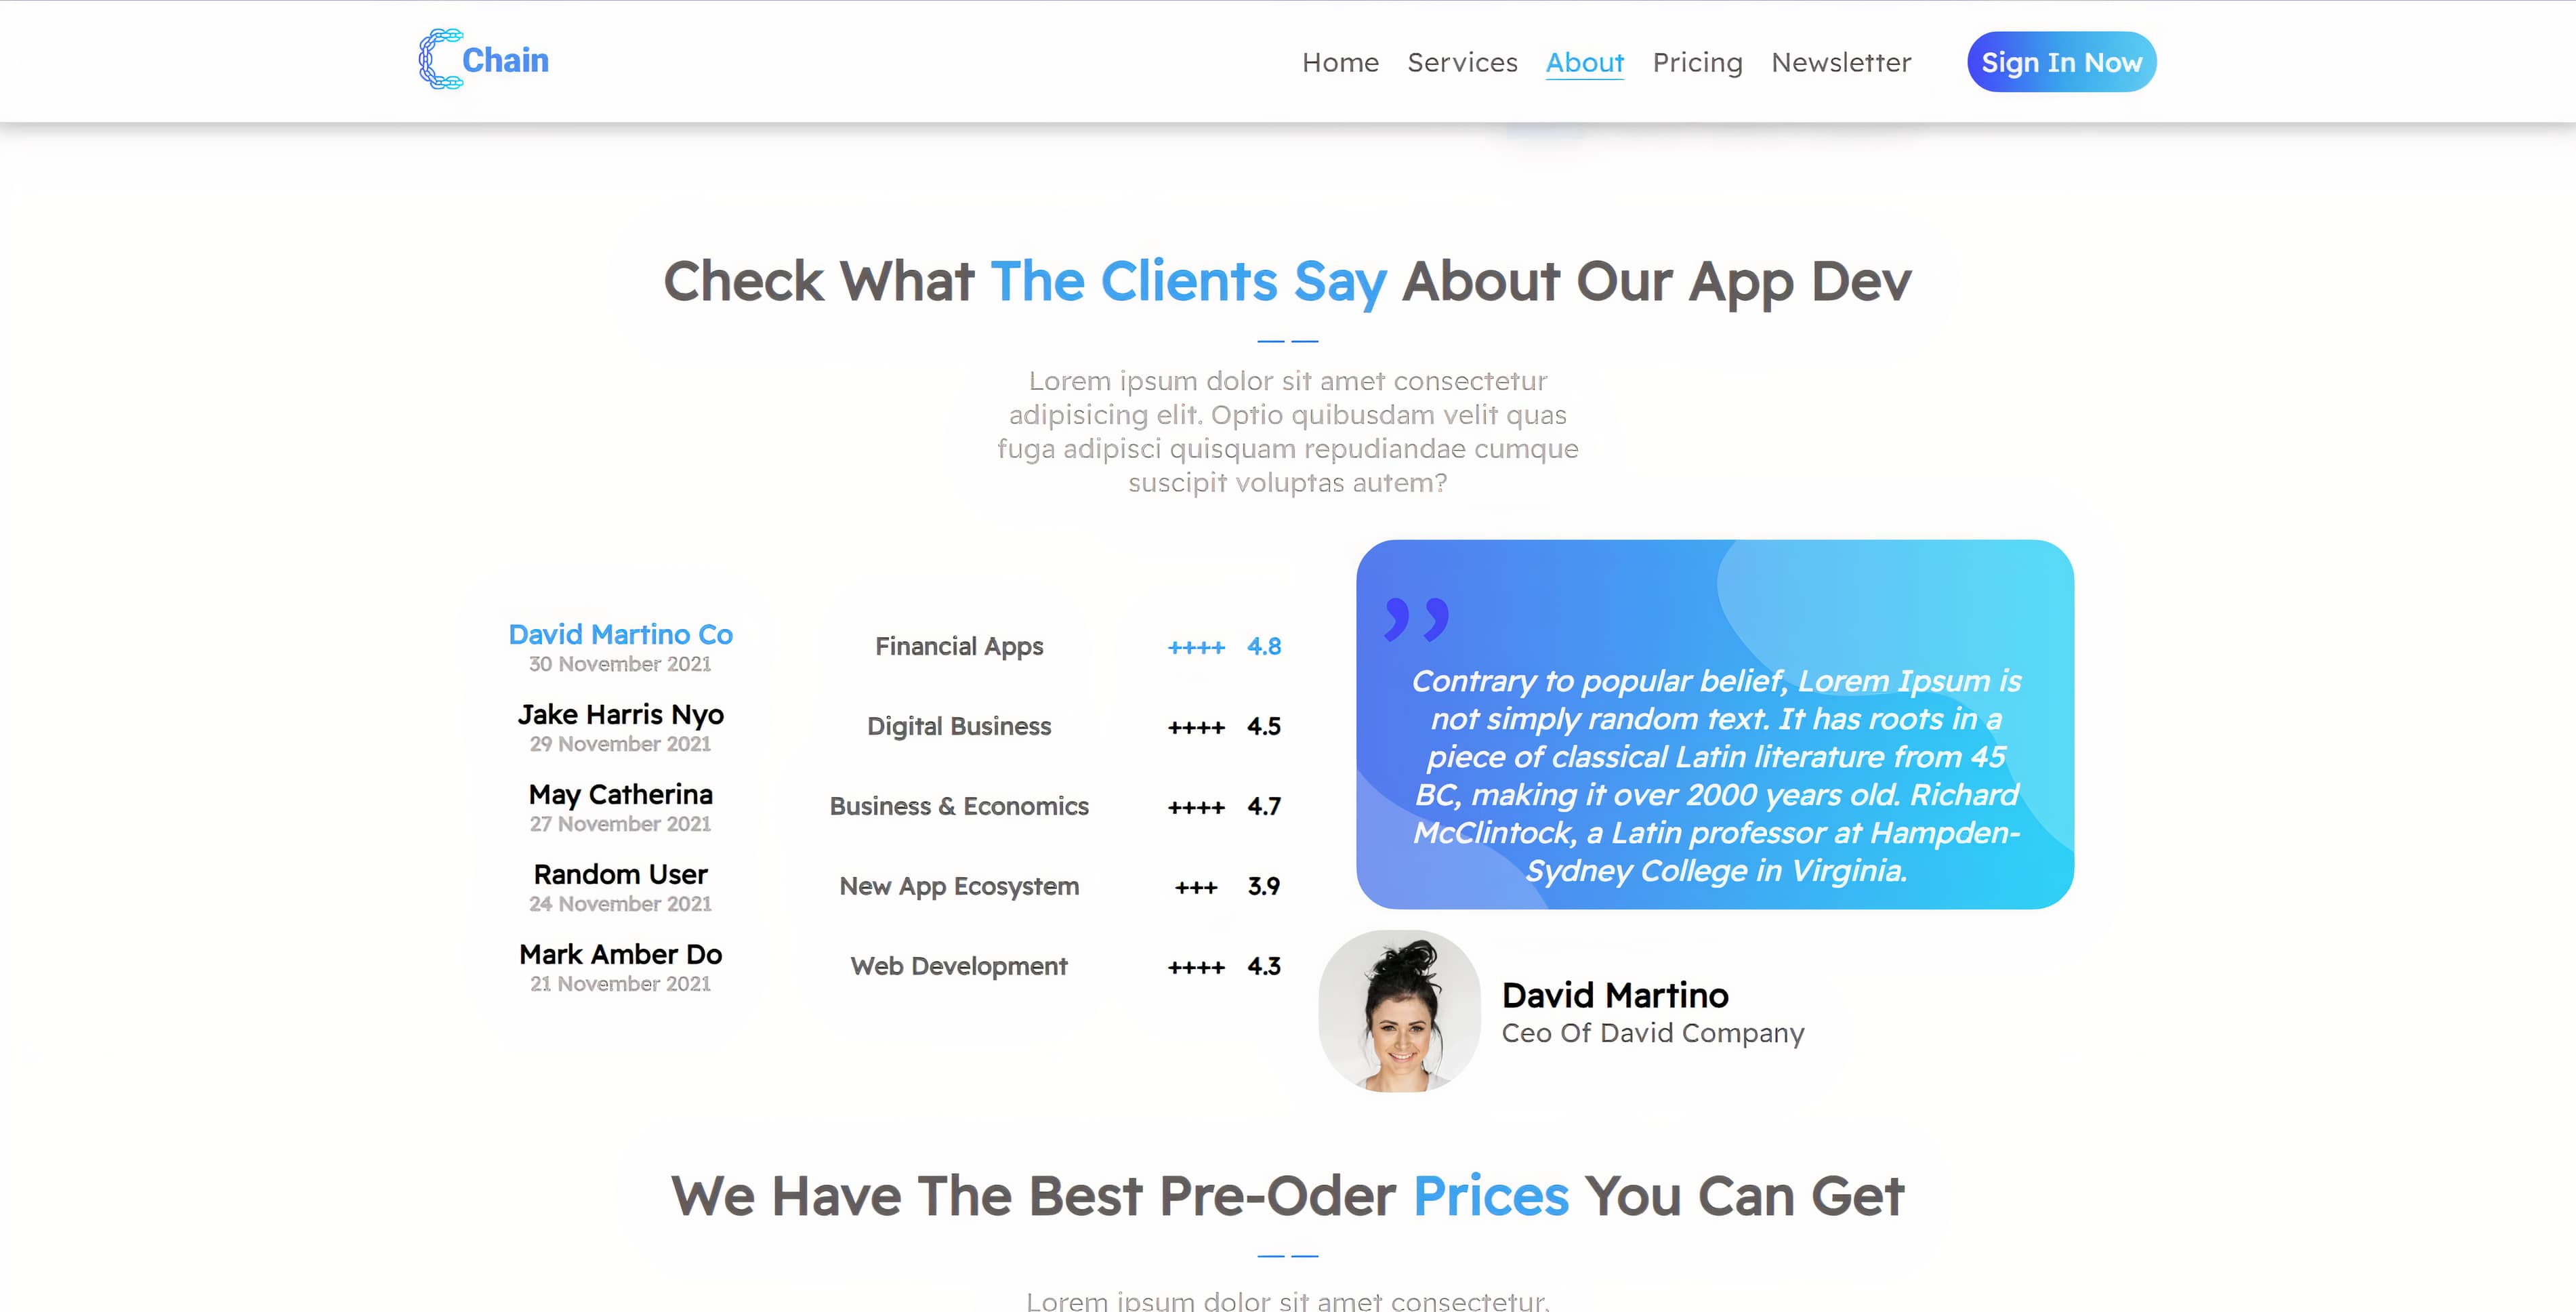 Chain
Home Services About Pricing Newsletter Sign In Now
Check What The Clients Say About Our App Dev
Lorem ipsum dolor sit amet consectetur
adipisicing elit. Optio quibusdam velit quas
fuga adipisci quisquam repudiandae cumque
suscipit voluptas autem?
David Martino Co
30 November 2021
Financial Apps ++++ 4.8
Jake Harris Nyo
29 November 2021
Digital Business ++++ 4.5
May Catherina
27 November 2021
Business & Economics ++++ 4.7
Random User
24 November 2021
New App Ecosystem +++ 3.9
Mark Amber Do
21 November 2021
Web Development ++++ 4.3
”
Contrary to popular belief, Lorem Ipsum is
not simply random text. It has roots in a
piece of classical Latin literature from 45
BC, making it over 2000 years old. Richard
McClintock, a Latin professor at Hampden-
Sydney College in Virginia.
David Martino
Ceo Of David Company
We Have The Best Pre-Oder Prices You Can Get
Lorem ipsum dolor sit amet consectetur,